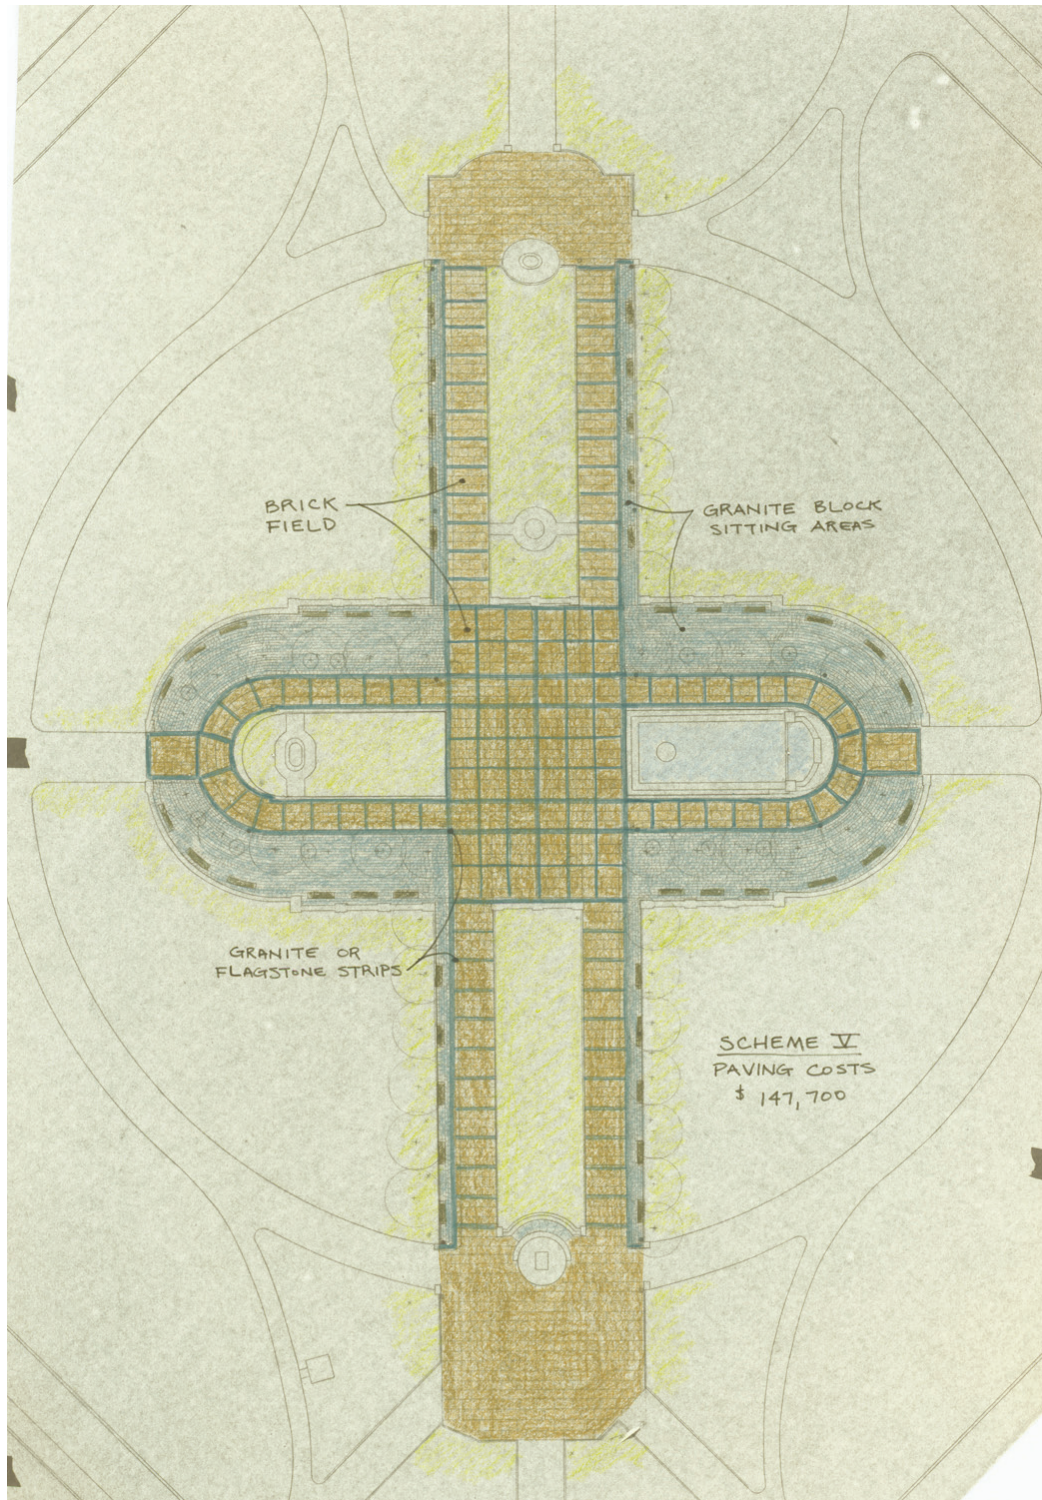 BRICK
FIELD
GRANITE BLOCK
SITTING AREAS
GRANITE OR
FLAGSTONE STRIPS
SCHEME V
PAVING COSTS
$ 147,700